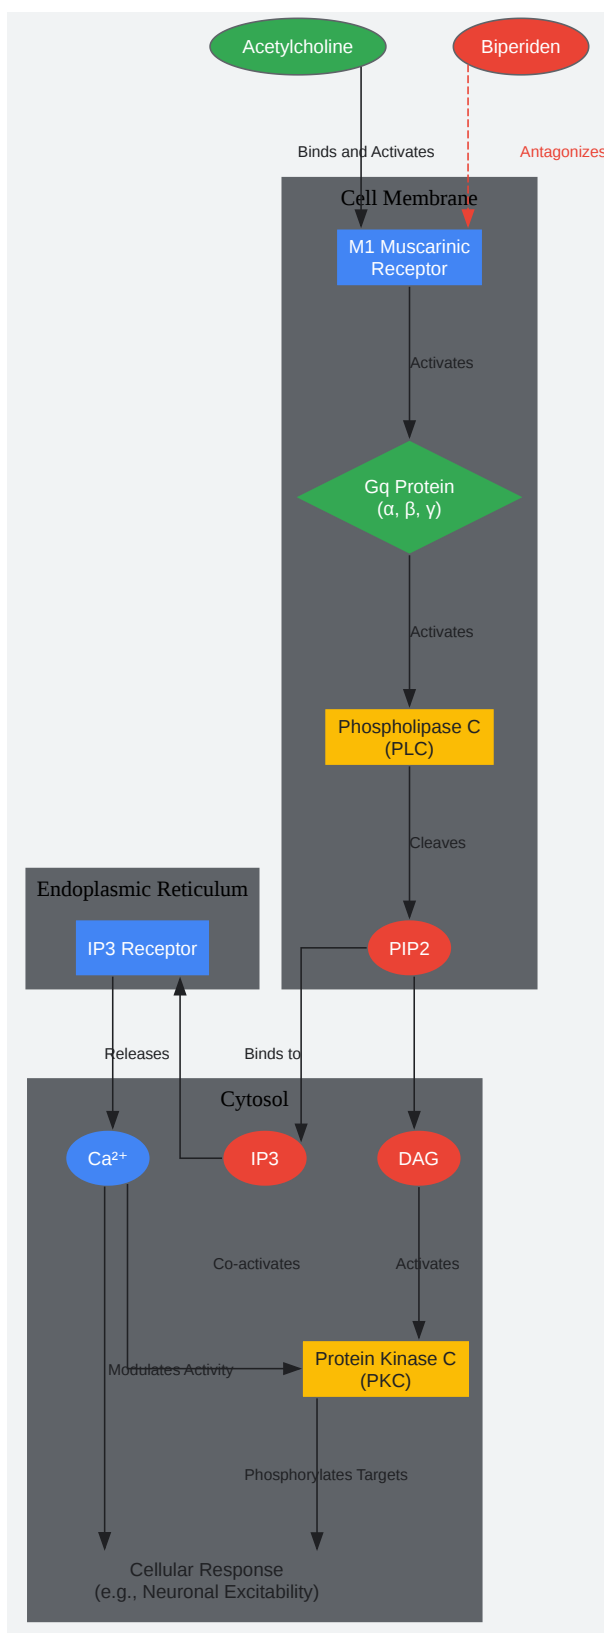 Acetylcholine
Biperiden
Binds and Activates
Antagonizes
Cell Membrane
M1 Muscarinic
Receptor
Activates
Gq Protein
(α, β, γ)
Activates
Phospholipase C
(PLC)
Cleaves
Endoplasmic Reticulum
IP3 Receptor
PIP2
Releases
Binds to
Cytosol
Ca²⁺
IP3
DAG
Co-activates
Activates
Protein Kinase C
(PKC)
Modulates Activity
Phosphorylates Targets
Cellular Response
(e.g., Neuronal Excitability)